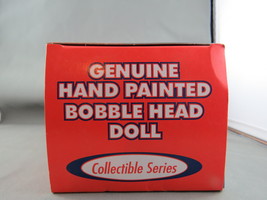 GENUINE
HAND PAINTED
BOBBLE HEAD
DOLL
Collectible Series